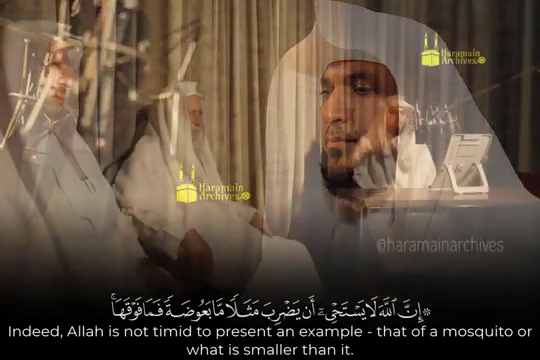 Haramain
Archives
Haramain
Archives
@haramainarchives
۞ إِنَّ ٱللَّهَ لَا يَسْتَحْىِۦٓ أَن يَضْرِبَ مَثَلًا مَّا بَعُوضَةً فَمَا فَوْقَهَا ۚ
Indeed, Allah is not timid to present an example - that of a mosquito or
what is smaller than it.